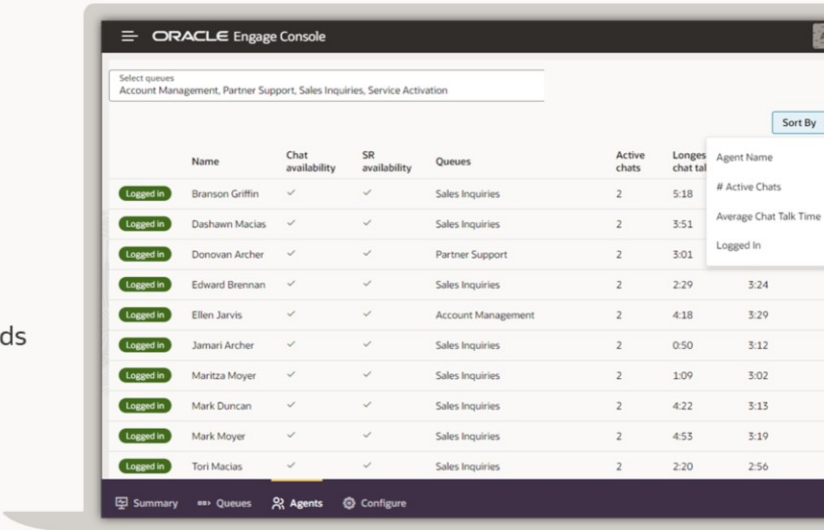 ORACLE Engage Console
Select queues
Account Management, Partner Support, Sales Inquiries, Service Activation
Sort By
Agent Name
# Active Chats
Average Chat Talk Time
Logged In
Name Chat availability SR availability Queues Active chats Longes chat tal
Logged in Branson Griffin Sales Inquiries 2 5:18
Logged in Dashawn Macias Sales Inquiries 2 3:51
Logged in Donovan Archer Partner Support 2 3:01
Logged in Edward Brennan Sales Inquiries 2 2:29 3:24
Logged in Ellen Jarvis Account Management 2 4:18 3:29
Logged in Jamari Archer Sales Inquiries 2 0:50 3:12
Logged in Maritza Moyer Sales Inquiries 2 1:09 3:02
Logged in Mark Duncan Sales Inquiries 2 4:22 3:13
Logged in Mark Moyer Sales Inquiries 2 4:53 3:19
Logged in Tori Macias Sales Inquiries 2 2:20 2:56
Summary Queues Agents Configure
ds